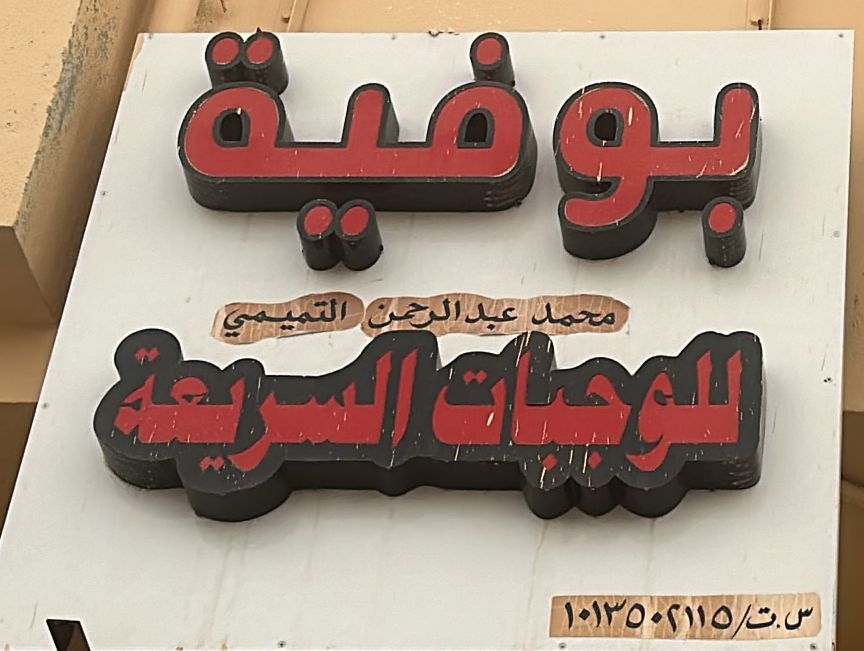 بوفية
محمد عبدالرحمن التميمي
للوجبات السريعة
س.ت/١٠١٣٥٠٢١١٥